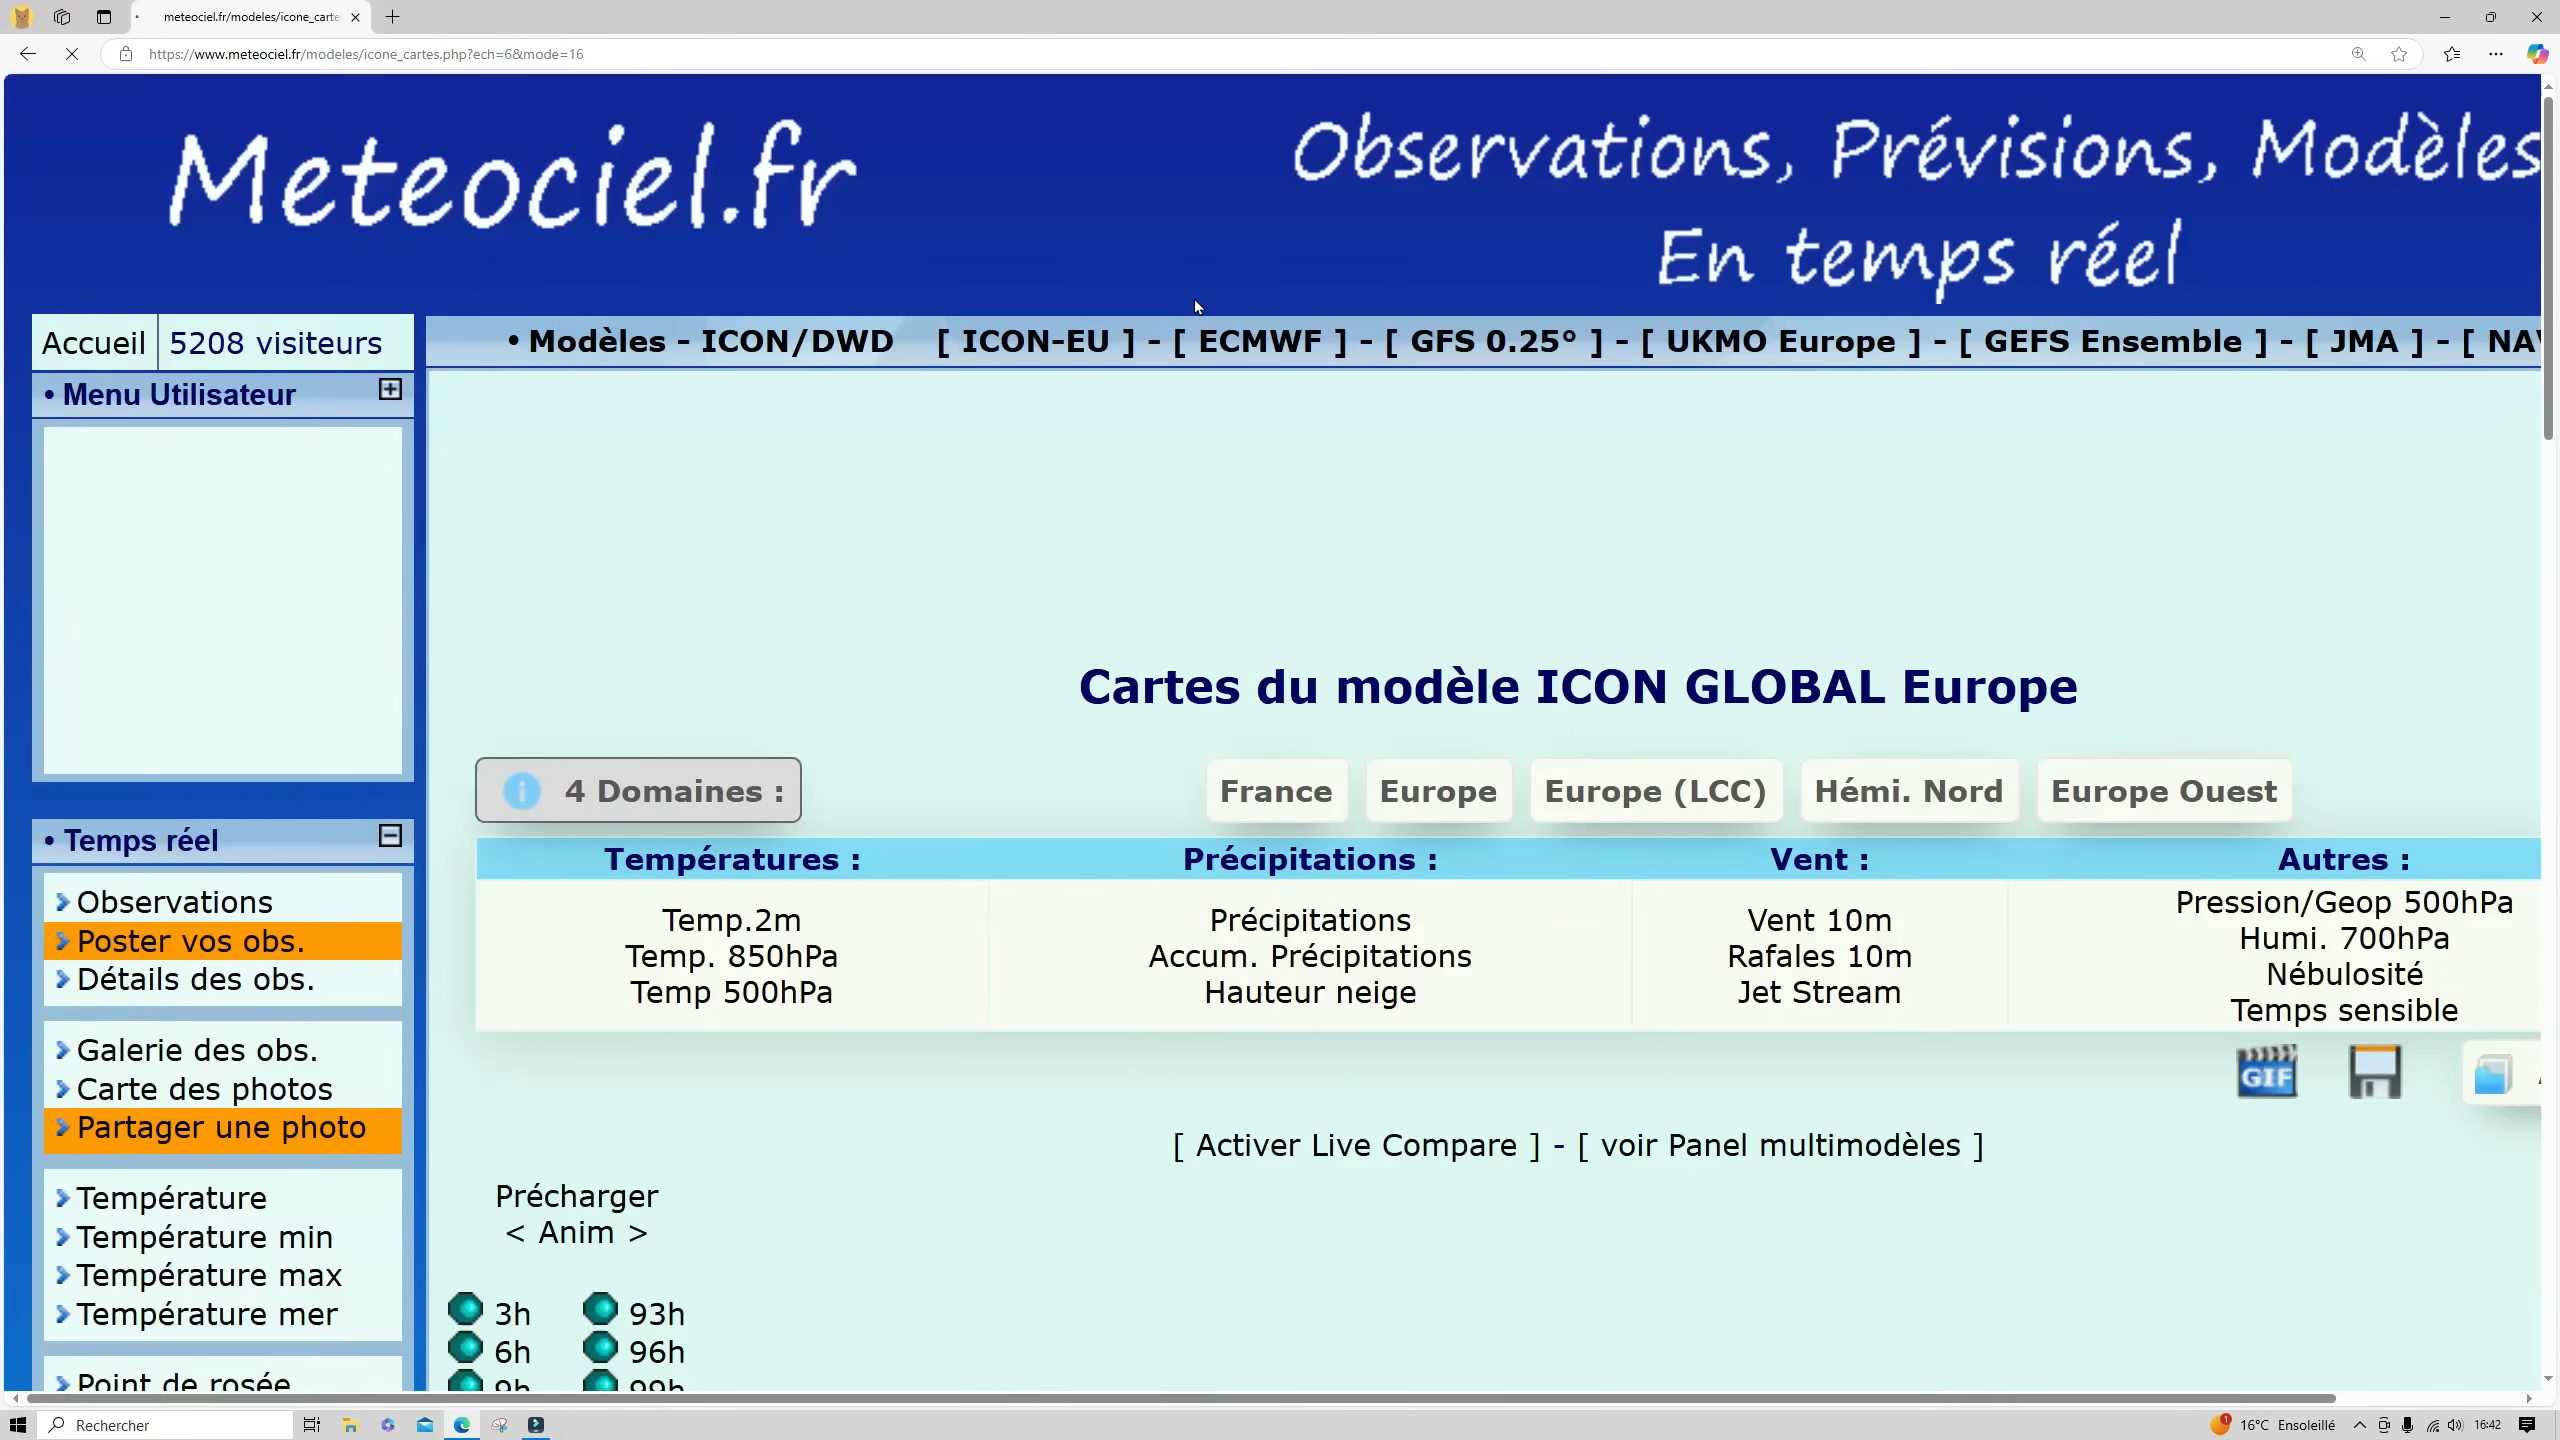 meteociel.fr/modeles/icone_carte
https://www.meteociel.fr/modeles/icone_cartes.php?ech=6&mode=16
Meteociel.fr
Observations, Prévisions, Modèles
En temps réel
Accueil
5208 visiteurs
• Modèles - ICON/DWD [ ICON-EU ] - [ ECMWF ] - [ GFS 0.25° ] - [ UKMO Europe ] - [ GEFS Ensemble ] - [ JMA ] - [ NAV
• Menu Utilisateur
Cartes du modèle ICON GLOBAL Europe
4 Domaines :
France
Europe
Europe (LCC)
Hémi. Nord
Europe Ouest
• Temps réel
Observations
Poster vos obs.
Détails des obs.
Galerie des obs.
Carte des photos
Partager une photo
Température
Température min
Température max
Température mer
Point de rosée
Températures :
Temp.2m
Temp. 850hPa
Temp 500hPa
Précipitations :
Précipitations
Accum. Précipitations
Hauteur neige
Vent :
Vent 10m
Rafales 10m
Jet Stream
Autres :
Pression/Geop 500hPa
Humi. 700hPa
Nébulosité
Temps sensible
GIF
[ Activer Live Compare ] - [ voir Panel multimodèles ]
Précharger
< Anim >
3h 93h
6h 96h
9h 99h
Rechercher
1
16°C Ensoleillé
16:42